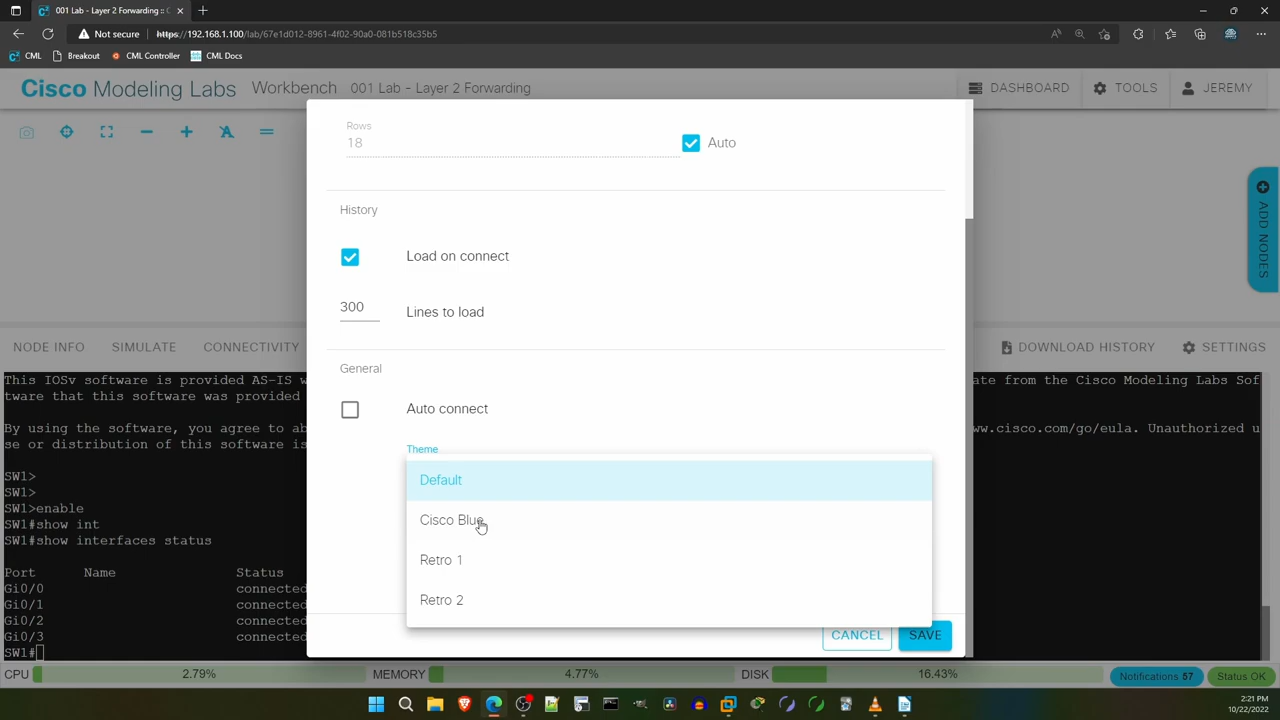 001 Lab - Layer 2 Forwarding :: C
Not secure https://192.168.1.100/lab/67e1d012-8961-4f02-90a0-081b518c35b5
CML Breakout CML Controller CML Docs
Cisco Modeling Labs Workbench 001 Lab - Layer 2 Forwarding DASHBOARD TOOLS JEREMY
Rows
18 Auto
ADD NODES
History
Load on connect
300 Lines to load
NODE INFO SIMULATE CONNECTIVITY DOWNLOAD HISTORY SETTINGS
General
This IOSv software is provided AS-IS w ate from the Cisco Modeling Labs Sof
tware that this software was provided
Auto connect
By using the software, you agree to ab ww.cisco.com/go/eula. Unauthorized u
se or distribution of this software is
Theme
Default
Cisco Blue
Retro 1
Retro 2
SW1>
SW1>
SW1>enable
SW1#show int
SW1#show interfaces status
Port Name Status
Gi0/0 connected
Gi0/1 connected
Gi0/2 connected
Gi0/3 connected
SW1#
CANCEL SAVE
CPU 2.79% MEMORY 4.77% DISK 16.43% Notifications 57 Status OK
2:21 PM
10/22/2022